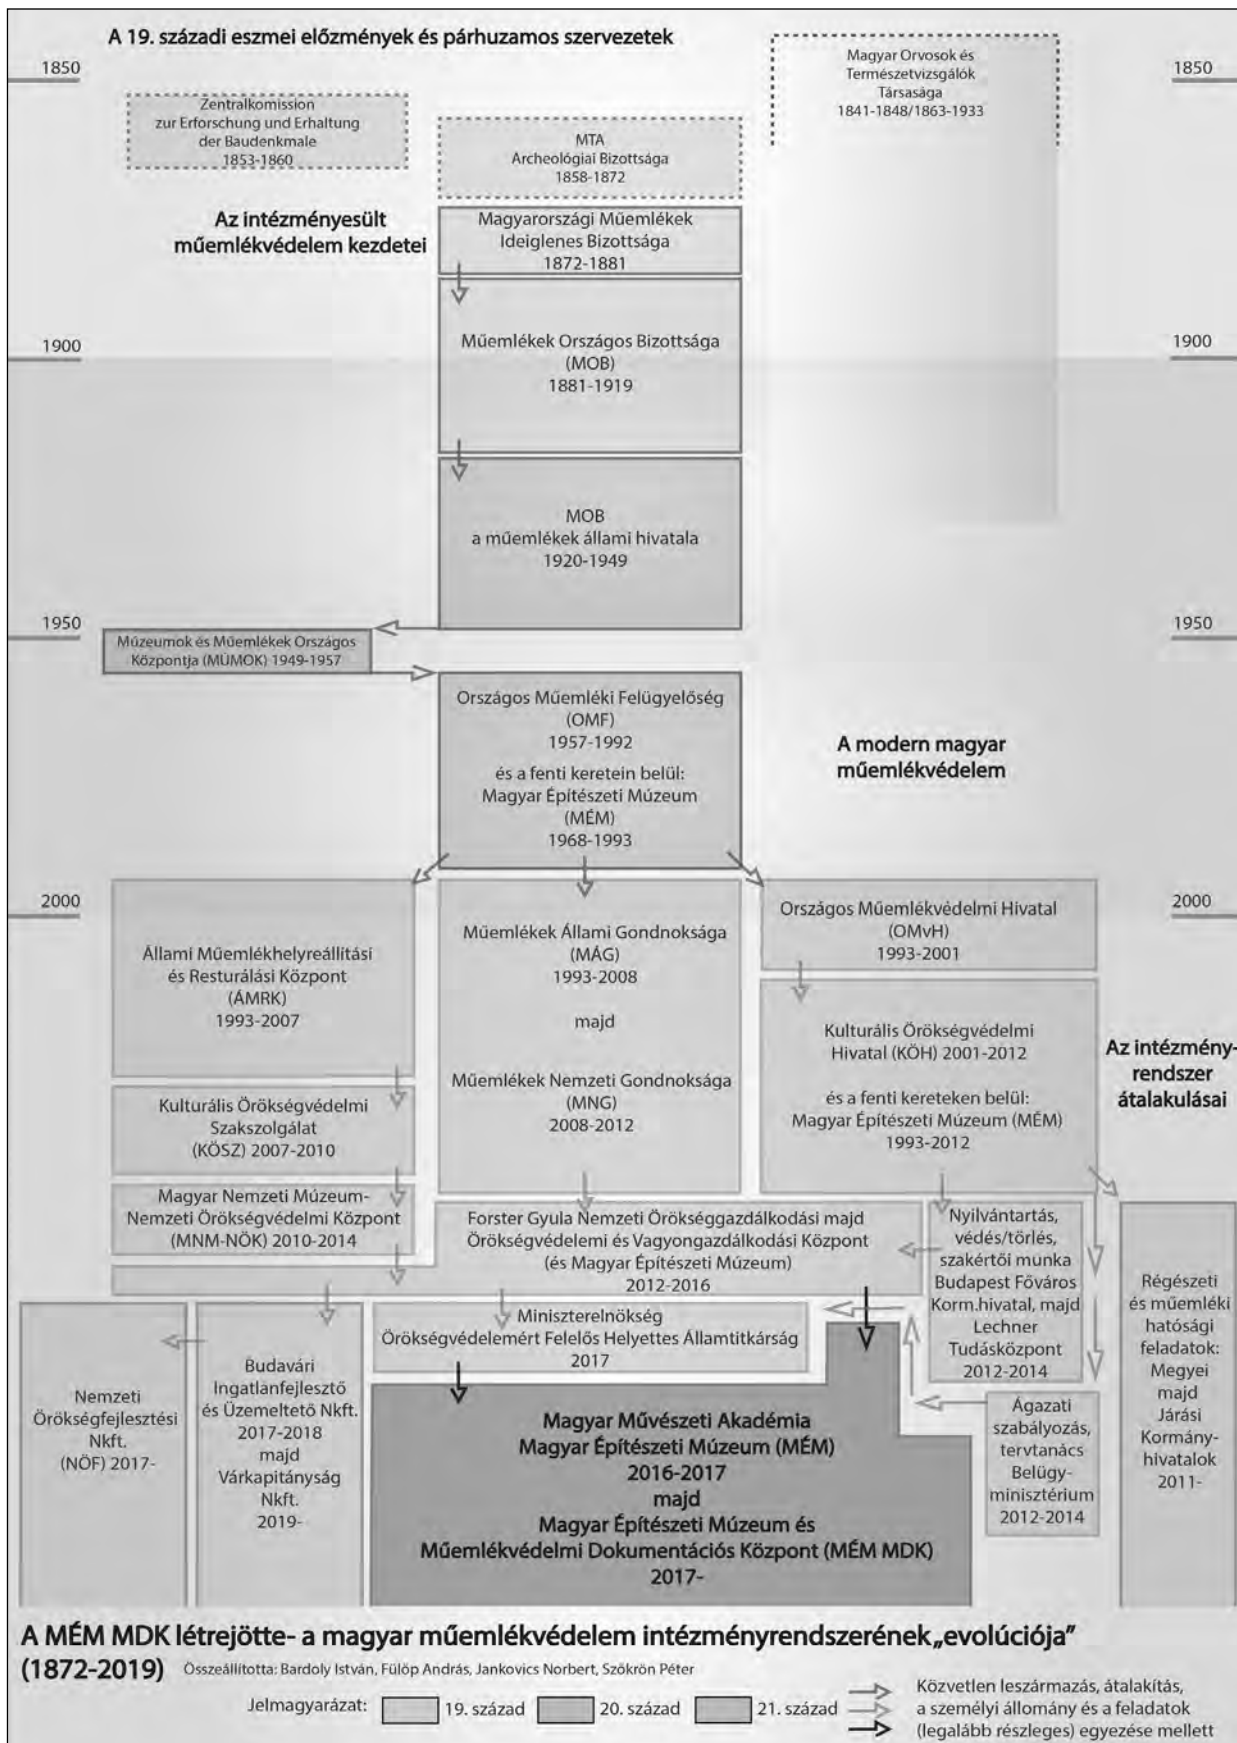 A 19. századi eszmei előzmények és párhuzamos szervezetek
1850
1850
Magyar Orvosok és
Természetvizsgálók
Társasága
1841-1848/1863-1933
Zentralkomission
zur Erforschung und Erhaltung
der Baudenkmale
1853-1860
MTA
Archeológiai Bizottsága
1858-1872
Az intézményesült
műemlékvédelem kezdetei
Magyarországi Műemlékek
Ideiglenes Bizottsága
1872-1881
Műemlékek Országos Bizottsága
(MOB)
1881-1919
1900
1900
MOB
a műemlékek állami hivatala
1920-1949
1950
1950
Múzeumok és Műemlékek Országos
Központja (MÚMOK) 1949-1957
Országos Műemléki Felügyelőség
(OMF)
1957-1992
és a fenti keretein belül:
Magyar Építészeti Múzeum
(MÉM)
1968-1993
A modern magyar
műemlékvédelem
2000
2000
Állami Műemlékhelyreállítási
és Resturálási Központ
(ÁMRK)
1993-2007
Műemlékek Állami Gondnoksága
(MÁG)
1993-2008
majd
Műemlékek Nemzeti Gondnoksága
(MNG)
2008-2012
Országos Műemlékvédelmi Hivatal
(OMvH)
1993-2001
Kulturális Örökségvédelmi
Hivatal (KÖH) 2001-2012
és a fenti kereteken belül:
Magyar Építészeti Múzeum (MÉM)
1993-2012
Az intézmény-
rendszer
átalakulásai
Kulturális Örökségvédelmi
Szakszolgálat
(KÖSZ) 2007-2010
Magyar Nemzeti Múzeum-
Nemzeti Örökségvédelmi Központ
(MNM-NÖK) 2010-2014
Forster Gyula Nemzeti Örökséggazdálkodási majd
Örökségvédelemi és Vagyongazdálkodási Központ
(és Magyar Építészeti Múzeum)
2012-2016
Nyilvántartás,
védés/törlés,
szakértői munka
Budapest Főváros
Korm.hivatal, majd
Lechner
Tudásközpont
2012-2014
Régészeti
és műemléki
hatósági
feladatok:
Megyei
majd
Járási
Kormány-
hivatalok
2011-
Miniszterelnökség
Örökségvédelemért Felelős Helyettes Államtitkárság
2017
Nemzeti
Örökségfejlesztési
Nkft.
(NÖF) 2017-
Budavári
Ingatlanfejlesztő
és Üzemeltető Nkft.
2017-2018
majd
Várkapitányság
Nkft.
2019-
Magyar Művészeti Akadémia
Magyar Építészeti Múzeum (MÉM)
2016-2017
majd
Magyar Építészeti Múzeum és
Műemlékvédelmi Dokumentációs Központ (MÉM MDK)
2017-
Ágazati
szabályozás,
tervtanács
Belügy-
minisztérium
2012-2014
A MÉM MDK létrejötte- a magyar műemlékvédelem intézményrendszerének„evolúciója”
(1872-2019) Összeállította: Bardoly István, Fülöp András, Jankovics Norbert, Szőkrön Péter
Jelmagyarázat: 19. század 20. század 21. század
Közvetlen leszármazás, átalakítás,
a személyi állomány és a feladatok
(legalább részleges) egyezése mellett